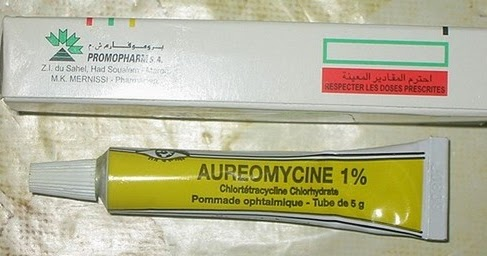 بروموفارم ش.م
PROMOPHARM S.A.
Z.I. du Sahel, Had Soualem - Maroc
M.K. MERNISSI - Pharmacien
احترم المقادير المعينة
RESPECTER LES DOSES PRESCRITES
AUREOMYCINE 1%
Chlortétracycline Chlorhydrate
Pommade ophtalmique - Tube de 5 g